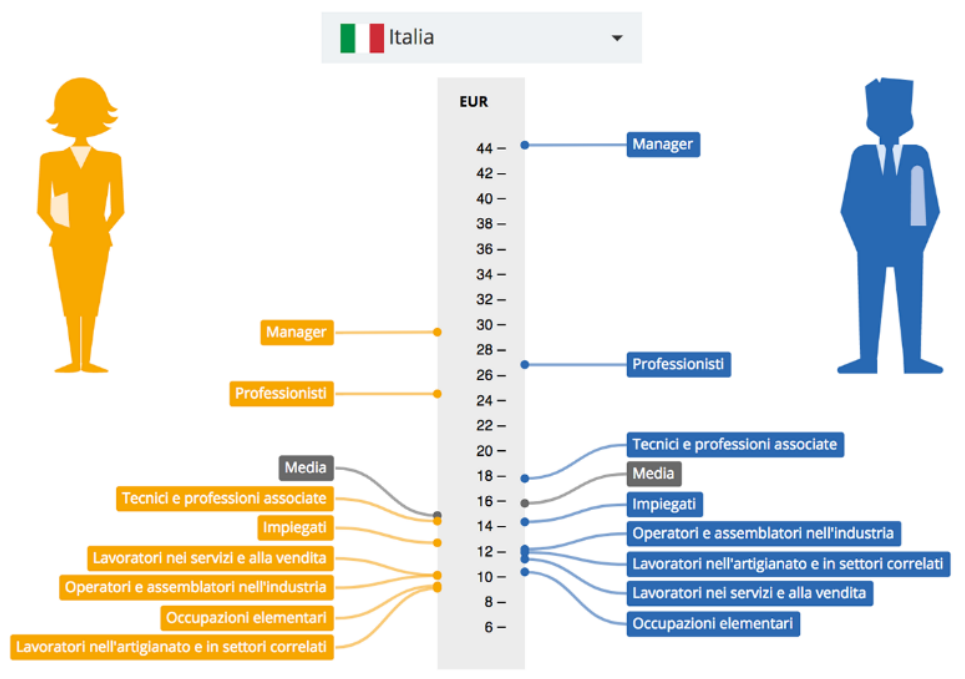 Italia
EUR
44
42
40
38
36
34
32
30
28
26
24
22
20
18
16
14
12
10
8
6
Manager
Professionisti
Media
Tecnici e professioni associate
Impiegati
Lavoratori nei servizi e alla vendita
Operatori e assemblatori nell'industria
Occupazioni elementari
Lavoratori nell'artigianato e in settori correlati
Manager
Professionisti
Tecnici e professioni associate
Media
Impiegati
Operatori e assemblatori nell'industria
Lavoratori nell'artigianato e in settori correlati
Lavoratori nei servizi e alla vendita
Occupazioni elementari